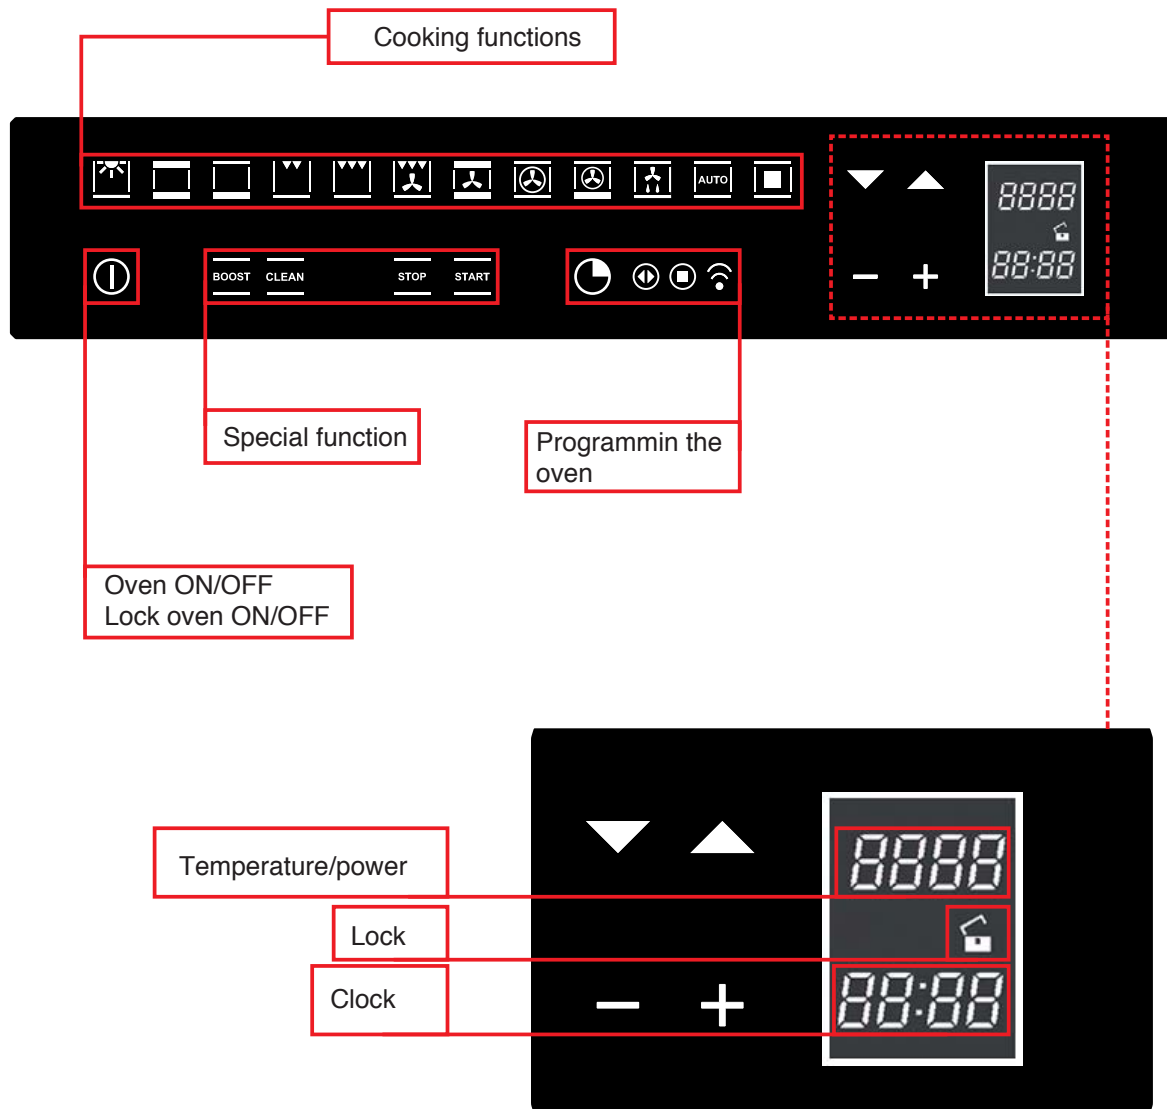 Cooking functions
AUTO
8888
BOOST CLEAN STOP START
88:88
Special function
Programmin the
oven
Oven ON/OFF
Lock oven ON/OFF
Temperature/power
8888
Lock
Clock
88:88